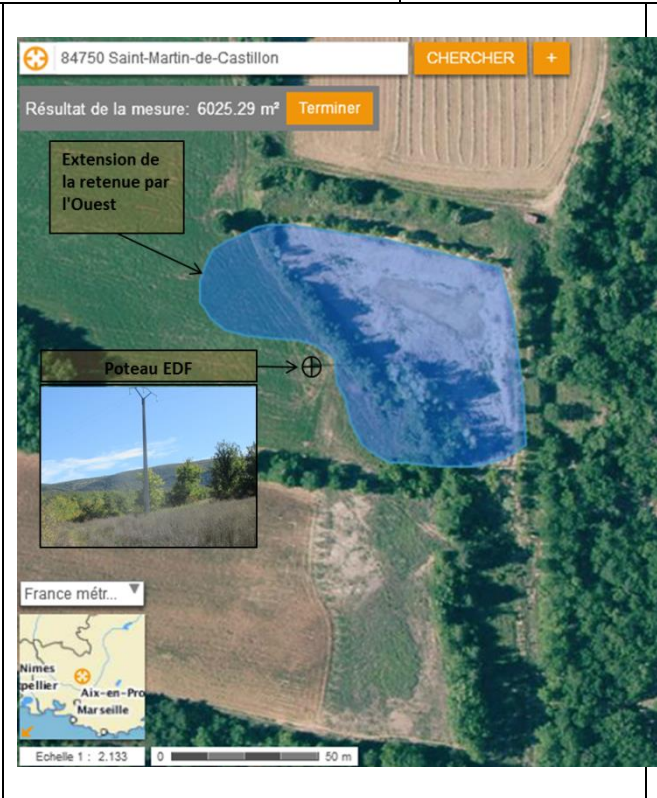 84750 Saint-Martin-de-Castillon
CHERCHER
+
Résultat de la mesure: 6025.29 m²
Terminer
Extension de
la retenue par
l'Ouest
Poteau EDF
France métr...
Nimes
pellier
Aix-en-Pro
Marseille
Echelle 1 : 2.133
0
50 m